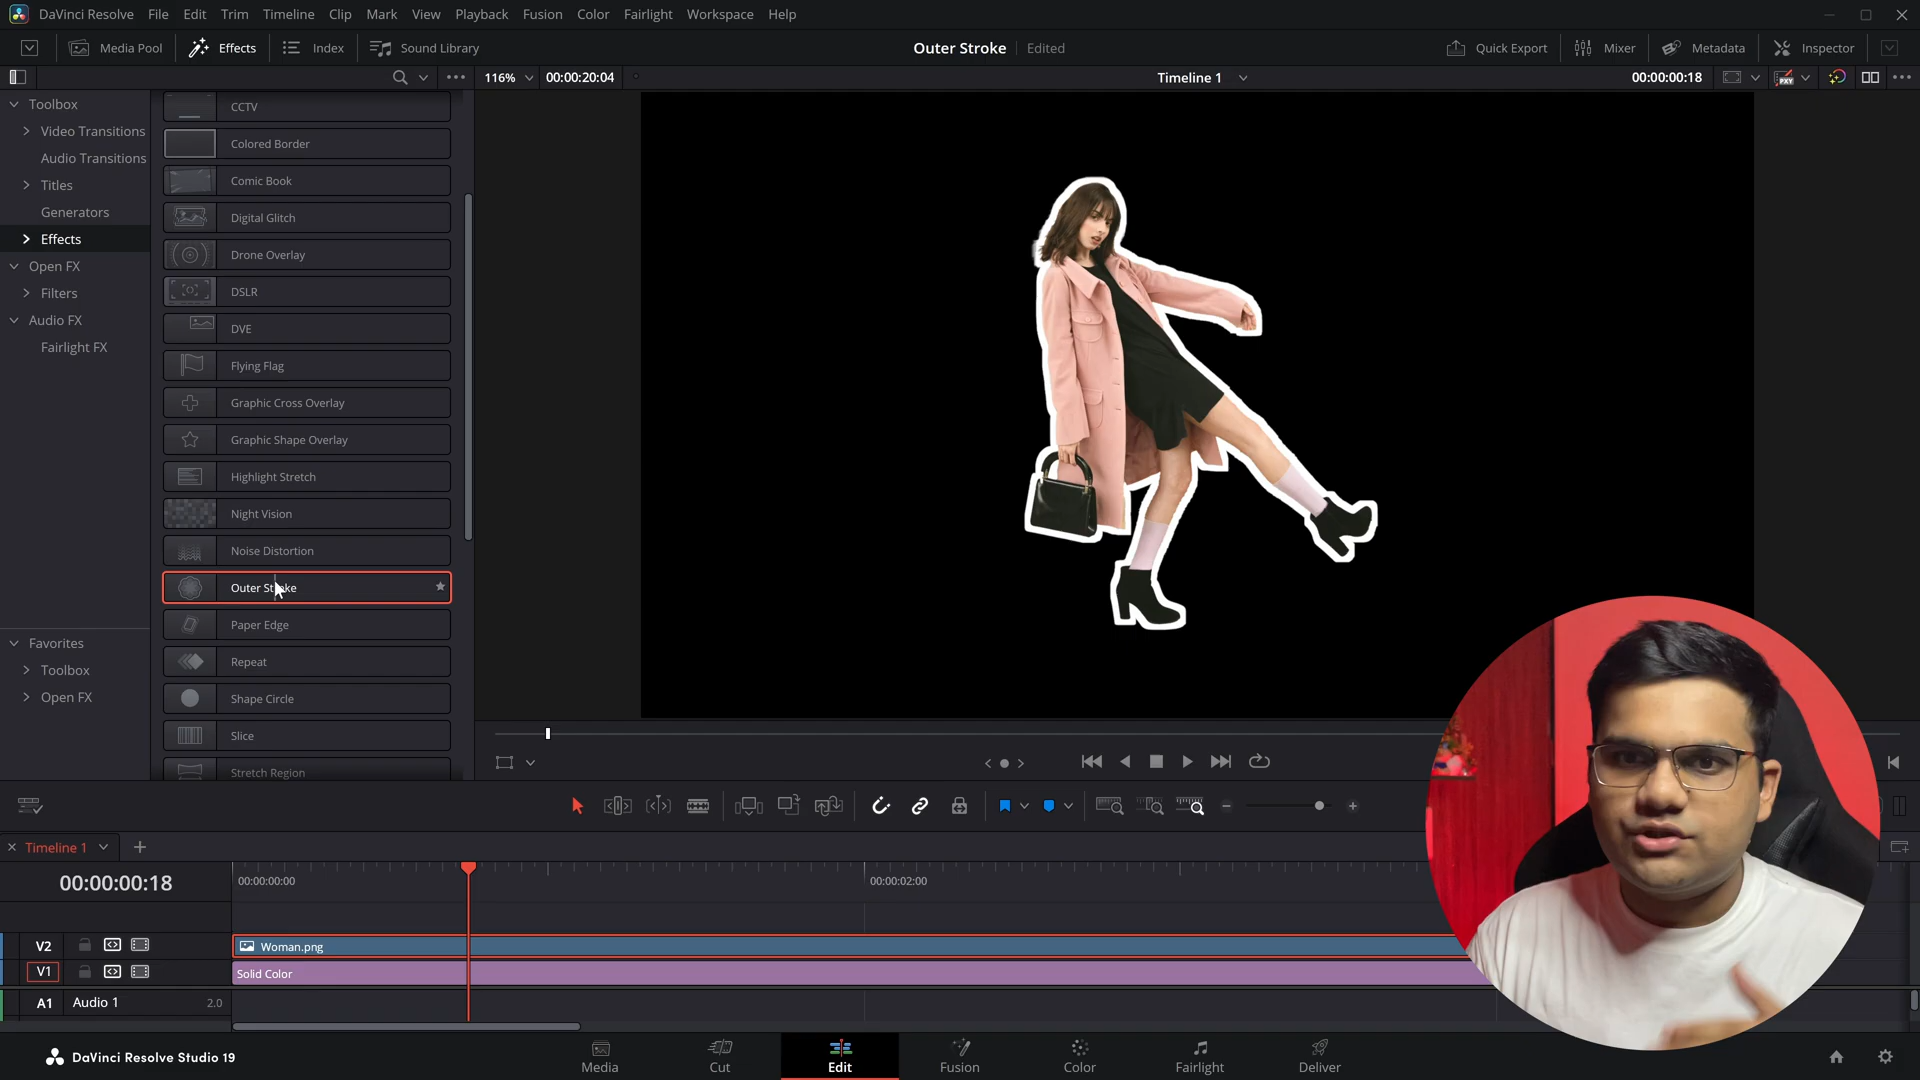 DaVinci Resolve File Edit Trim Timeline Clip Mark View Playback Fusion Color Fairlight Workspace Help
Media Pool Effects Index Sound Library Outer Stroke Edited Quick Export Mixer Metadata Inspector
116% 00:00:20:04 Timeline 1 00:00:00:18
Toolbox
Video Transitions
Audio Transitions
Titles
Generators
Effects
Open FX
Filters
Audio FX
Fairlight FX
Favorites
Toolbox
Open FX
CCTV
Colored Border
Comic Book
Digital Glitch
Drone Overlay
DSLR
DVE
Flying Flag
Graphic Cross Overlay
Graphic Shape Overlay
Highlight Stretch
Night Vision
Noise Distortion
Outer Stroke
Paper Edge
Repeat
Shape Circle
Slice
Stretch Region
Timeline 1
00:00:00:18 00:00:00:00 00:00:02:00
V2 Woman.png
V1 Solid Color
A1 Audio 1 2.0
DaVinci Resolve Studio 19 Media Cut Edit Fusion Color Fairlight Deliver